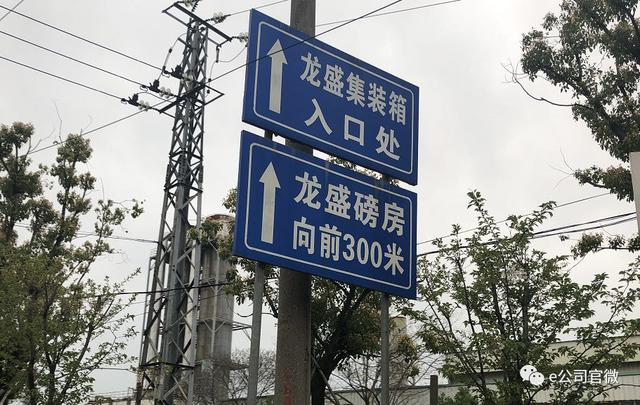 龙盛集装箱
入口处
龙盛磅房
向前300米
e公司官微